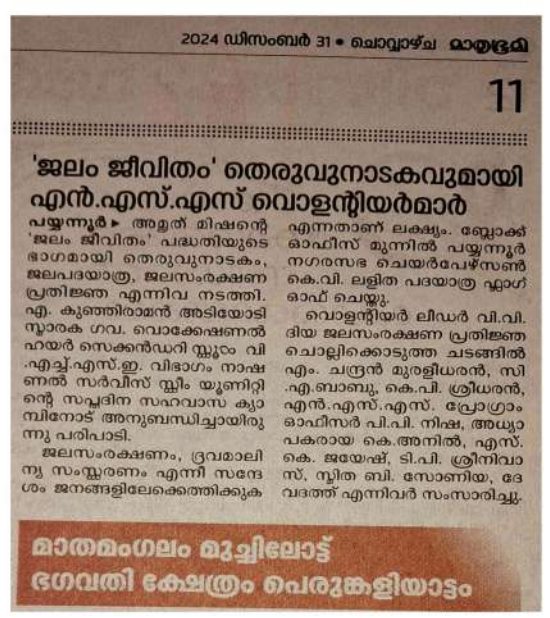 2024 ഡിസംബർ 31 • ചൊവ്വാഴ്ച മാതൃഭൂമി
11
'ജലം ജീവിതം' തെരുവുനാടകവുമായി
എൻ.എസ്.എസ് വൊളന്റിയർമാർ
പയ്യന്നൂർ ▸ അമൃത് മിഷന്റെ
'ജലം ജീവിതം' പദ്ധതിയുടെ
ഭാഗമായി തെരുവുനാടകം,
ജലപദയാത്ര, ജലസംരക്ഷണ
പ്രതിജ്ഞ എന്നിവ നടത്തി.
എ. കുഞ്ഞിരാമൻ അടിയോടി
സ്മാരക ഗവ. വൊക്കേഷണൽ
ഹയർ സെക്കൻഡറി സ്കൂൾ വി
.എച്ച്.എസ്.ഇ. വിഭാഗം നാഷ
ണൽ സർവീസ് സ്കീം യൂണിറ്റി
ന്റെ സപ്തദിന സഹവാസ ക്യാ
മ്പിനോട് അനുബന്ധിച്ചായിരു
ന്നു പരിപാടി.
ജലസംരക്ഷണം, ദ്രവമാലി
ന്യ സംസ്കരണം എന്നീ സന്ദേ
ശം ജനങ്ങളിലേക്കെത്തിക്കുക
എന്നതാണ് ലക്ഷ്യം. ബ്ലോക്ക്
ഓഫീസ് മുന്നിൽ പയ്യന്നൂർ
നഗരസഭ ചെയർപേഴ്സൺ
കെ.വി. ലളിത പദയാത്ര ഫ്ലാഗ്
ഓഫ് ചെയ്തു.
വൊളന്റിയർ ലീഡർ വി.വി.
ദിയ ജലസംരക്ഷണ പ്രതിജ്ഞ
ചൊല്ലിക്കൊടുത്ത ചടങ്ങിൽ
എം. ചന്ദ്രൻ മുരളിധരൻ, സി
.എ.ബാബു, കെ.പി. ശ്രീധരൻ,
എൻ.എസ്.എസ്. പ്രോഗ്രാം
ഓഫീസർ പി.പി. നിഷ, അധ്യാ
പകരായ കെ.അനിൽ, എസ്.
കെ. ജയേഷ്, ടി.പി. ശ്രീനിവാ
സ്, സ്മിത ബി. സോണിയ, ദേ
വദത്ത് എന്നിവർ സംസാരിച്ചു.
മാതമംഗലം മുച്ചിലോട്ട്
ഭഗവതി ക്ഷേത്രം പെരുങ്കളിയാട്ടം